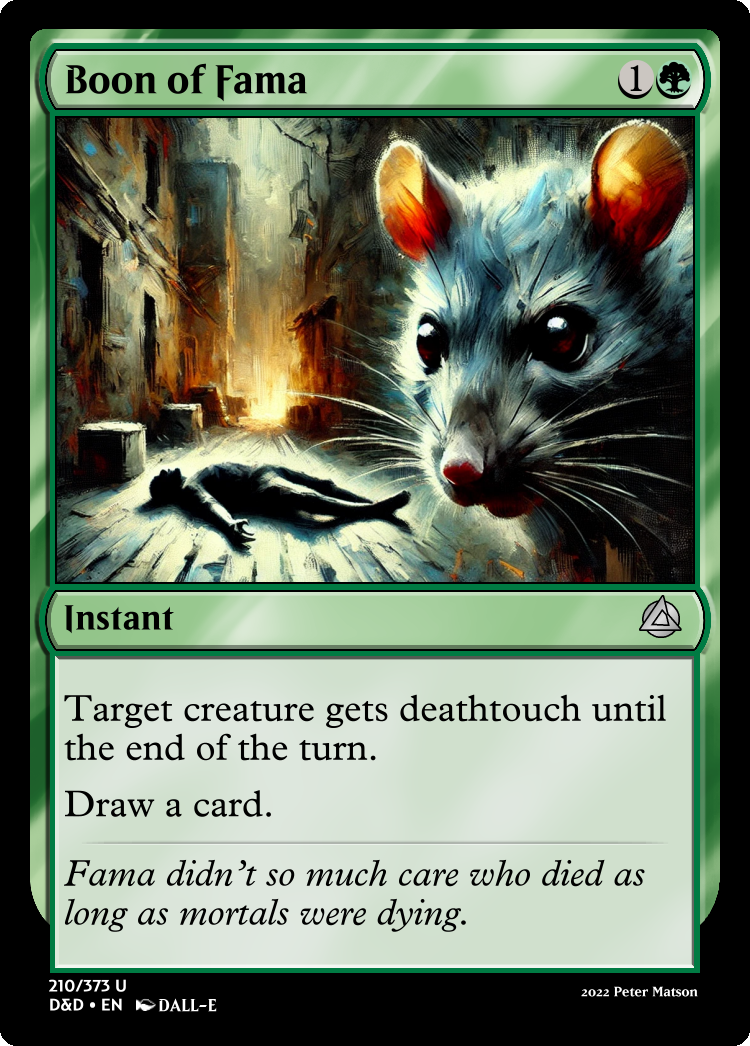 Boon of Fama
1
Instant
Target creature gets deathtouch until
the end of the turn.
Draw a card.
Fama didn't so much care who died as
long as mortals were dying.
210/373 U
D&D • EN DALL-E
2022 Peter Matson